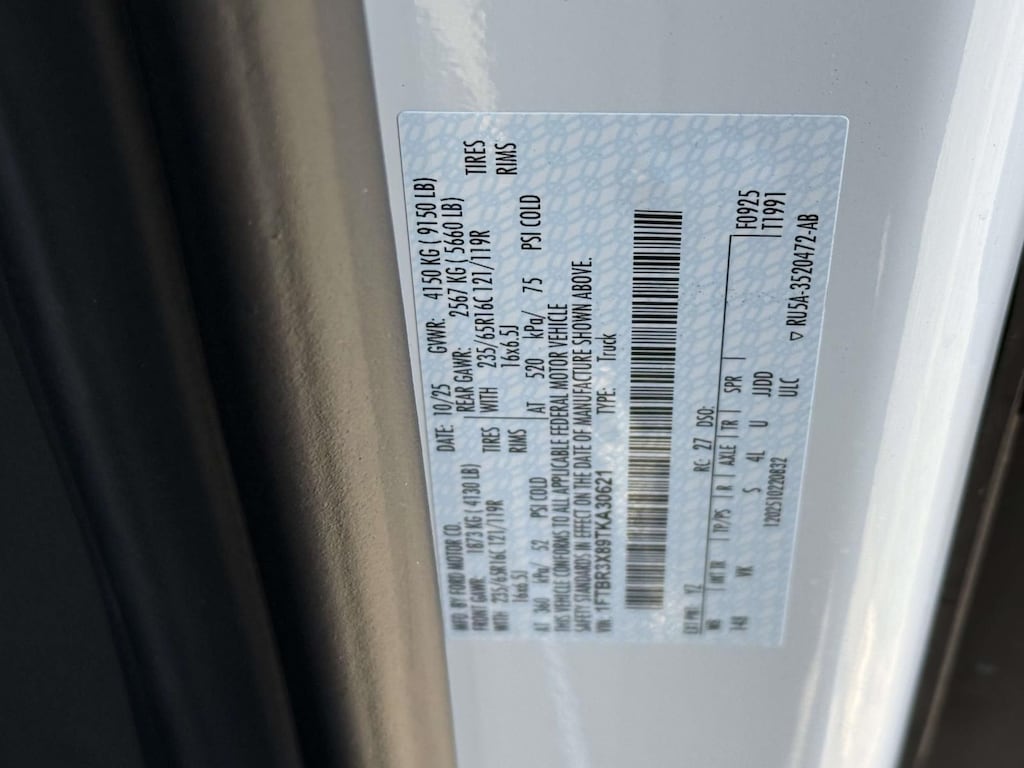 MFD. BY FORD MOTOR CO. DATE: 10/25 GVWR: 4150 KG ( 9150 LB)
FRONT GAWR: 1873 KG ( 4130 LB) REAR GAWR: 2567 KG ( 5660 LB)
WITH 235/65R16C 121/119R TIRES WITH 235/65R16C 121/119R TIRES
16x6.5J RIMS 16x6.5J RIMS
AT 360 kPa/ 52 PSI COLD AT 520 kPa/ 75 PSI COLD
THIS VEHICLE CONFORMS TO ALL APPLICABLE FEDERAL MOTOR VEHICLE
SAFETY STANDARDS IN EFFECT ON THE DATE OF MANUFACTURE SHOWN ABOVE.
VIN: 1FTBR3X89TKA30621 TYPE: Truck
EXT PNT: YZ RC: 27 DSO:
WB INT TR TP/PS R AXLE TR SPR F0925
148 VK S 4L U JJDD T1991
1202510220832 ULC
▽ RU5A-3520472-AB